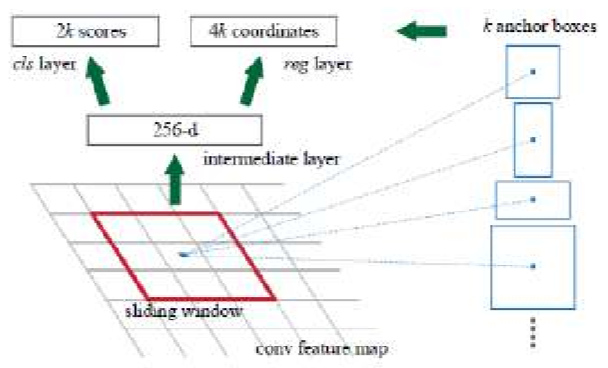 2k scores
4k coordinates
k anchor boxes
cls layer
reg layer
256-d
intermediate layer
sliding window
conv feature map